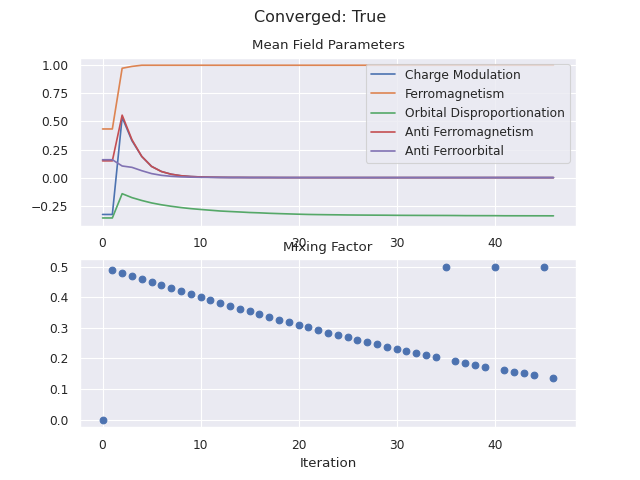 Converged: True
Mean Field Parameters
1.00
0.75
0.50
0.25
0.00
−0.25
Charge Modulation
Ferromagnetism
Orbital Disproportionation
Anti Ferromagnetism
Anti Ferroorbital
0 10 20 30 40
Mixing Factor
0.5
0.4
0.3
0.2
0.1
0.0
0 10 20 30 40
Iteration